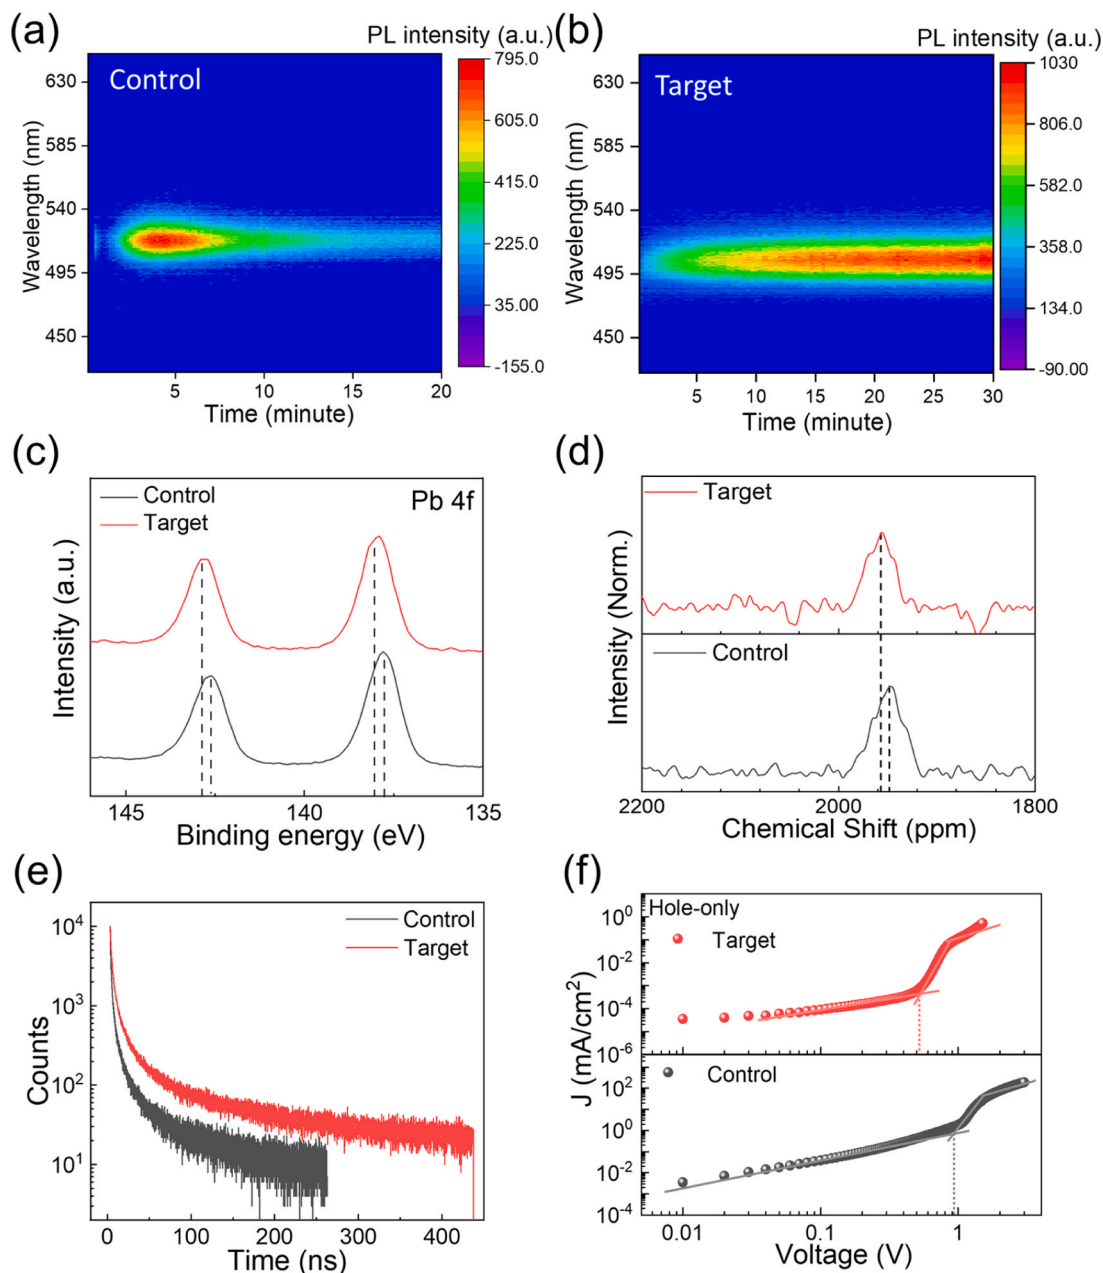 (a)
PL intensity (a.u.)
Control
Wavelength (nm)
630
585
540
495
450
5
10
15
20
Time (minute)
795.0
605.0
415.0
225.0
35.00
-155.0
(b)
PL intensity (a.u.)
Target
Wavelength (nm)
630
585
540
495
450
5
10
15
20
25
30
Time (minute)
1030
806.0
582.0
358.0
134.0
-90.00
(c)
Control
Target
Pb 4f
Intensity (a.u.)
145
140
135
Binding energy (eV)
(d)
Target
Control
Intensity (Norm.)
2200
2000
1800
Chemical Shift (ppm)
(e)
Control
Target
Counts
10⁴
10³
10²
10¹
0
100
200
300
400
Time (ns)
(f)
Hole-only
Target
10⁰
10⁻²
10⁻⁴
10⁻⁶
J (mA/cm²)
Control
10²
10⁰
10⁻²
10⁻⁴
0.01
0.1
1
Voltage (V)